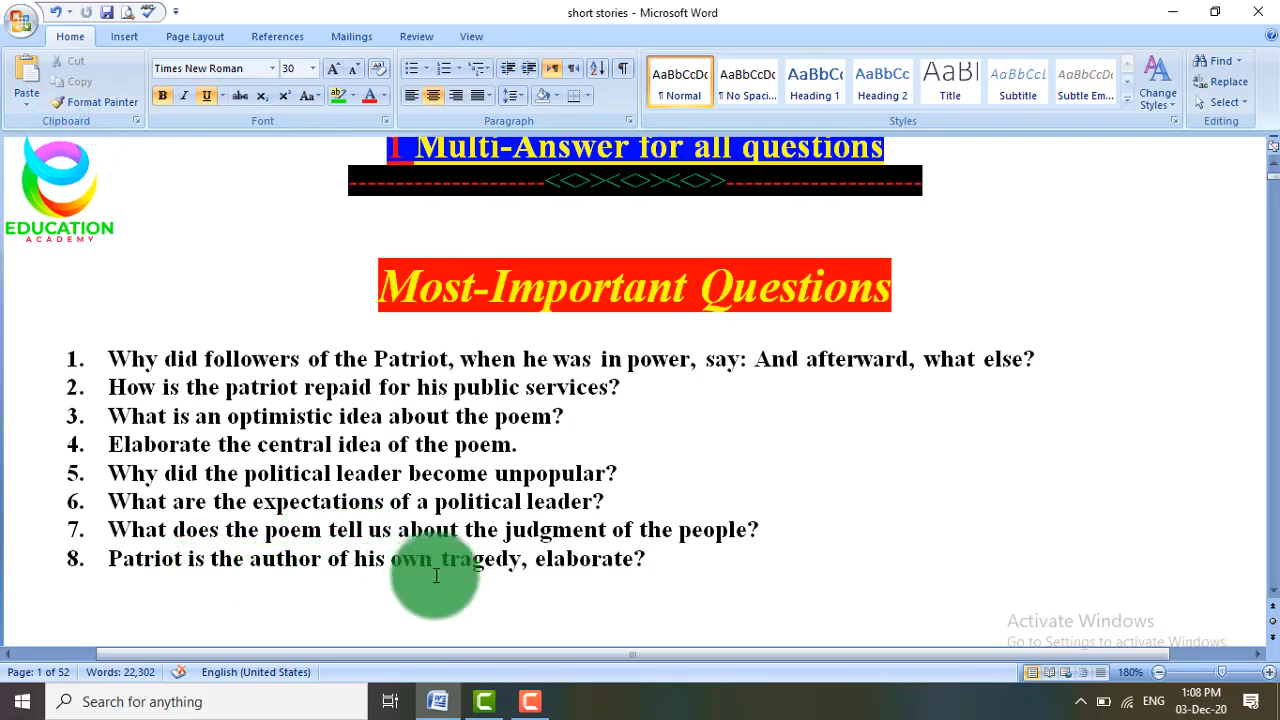 short stories - Microsoft Word
Home Insert Page Layout References Mailings Review View
Paste
Cut
Copy
Format Painter
Clipboard
Times New Roman 30
B I U abc x₂ x² Aa
Font
Paragraph
AaBbCcDc AaBbCcDc AaBbC AaBbCc AaBl AaBbCcL AaBbCcDc
¶ Normal ¶ No Spaci... Heading 1 Heading 2 Title Subtitle Subtle Em...
Change Styles
Styles
Find
Replace
Select
Editing
1 Multi-Answer for all questions
--------------------<<>><<>><<>>--------------------
EDUCATION
ACADEMY
Most-Important Questions
1. Why did followers of the Patriot, when he was in power, say: And afterward, what else?
2. How is the patriot repaid for his public services?
3. What is an optimistic idea about the poem?
4. Elaborate the central idea of the poem.
5. Why did the political leader become unpopular?
6. What are the expectations of a political leader?
7. What does the poem tell us about the judgment of the people?
8. Patriot is the author of his own tragedy, elaborate?
Activate Windows
Go to Settings to activate Windows.
Page: 1 of 52 Words: 22,302 English (United States) 180%
Search for anything
ENG
1:08 PM
03-Dec-20